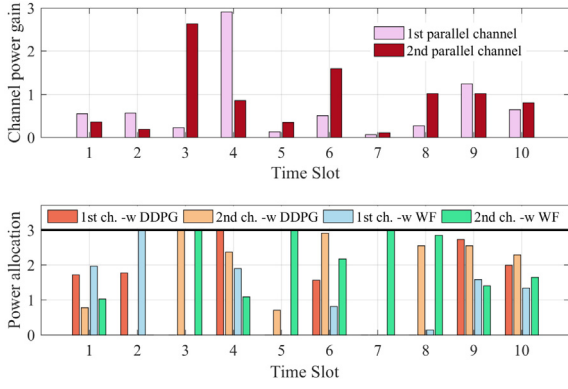 Channel power gain
3
2
1
0
1st parallel channel
2nd parallel channel
1 2 3 4 5 6 7 8 9 10
Time Slot
Power allocation
1st ch. -w DDPG 2nd ch. -w DDPG 1st ch. -w WF 2nd ch. -w WF
3
2
1
0
1 2 3 4 5 6 7 8 9 10
Time Slot